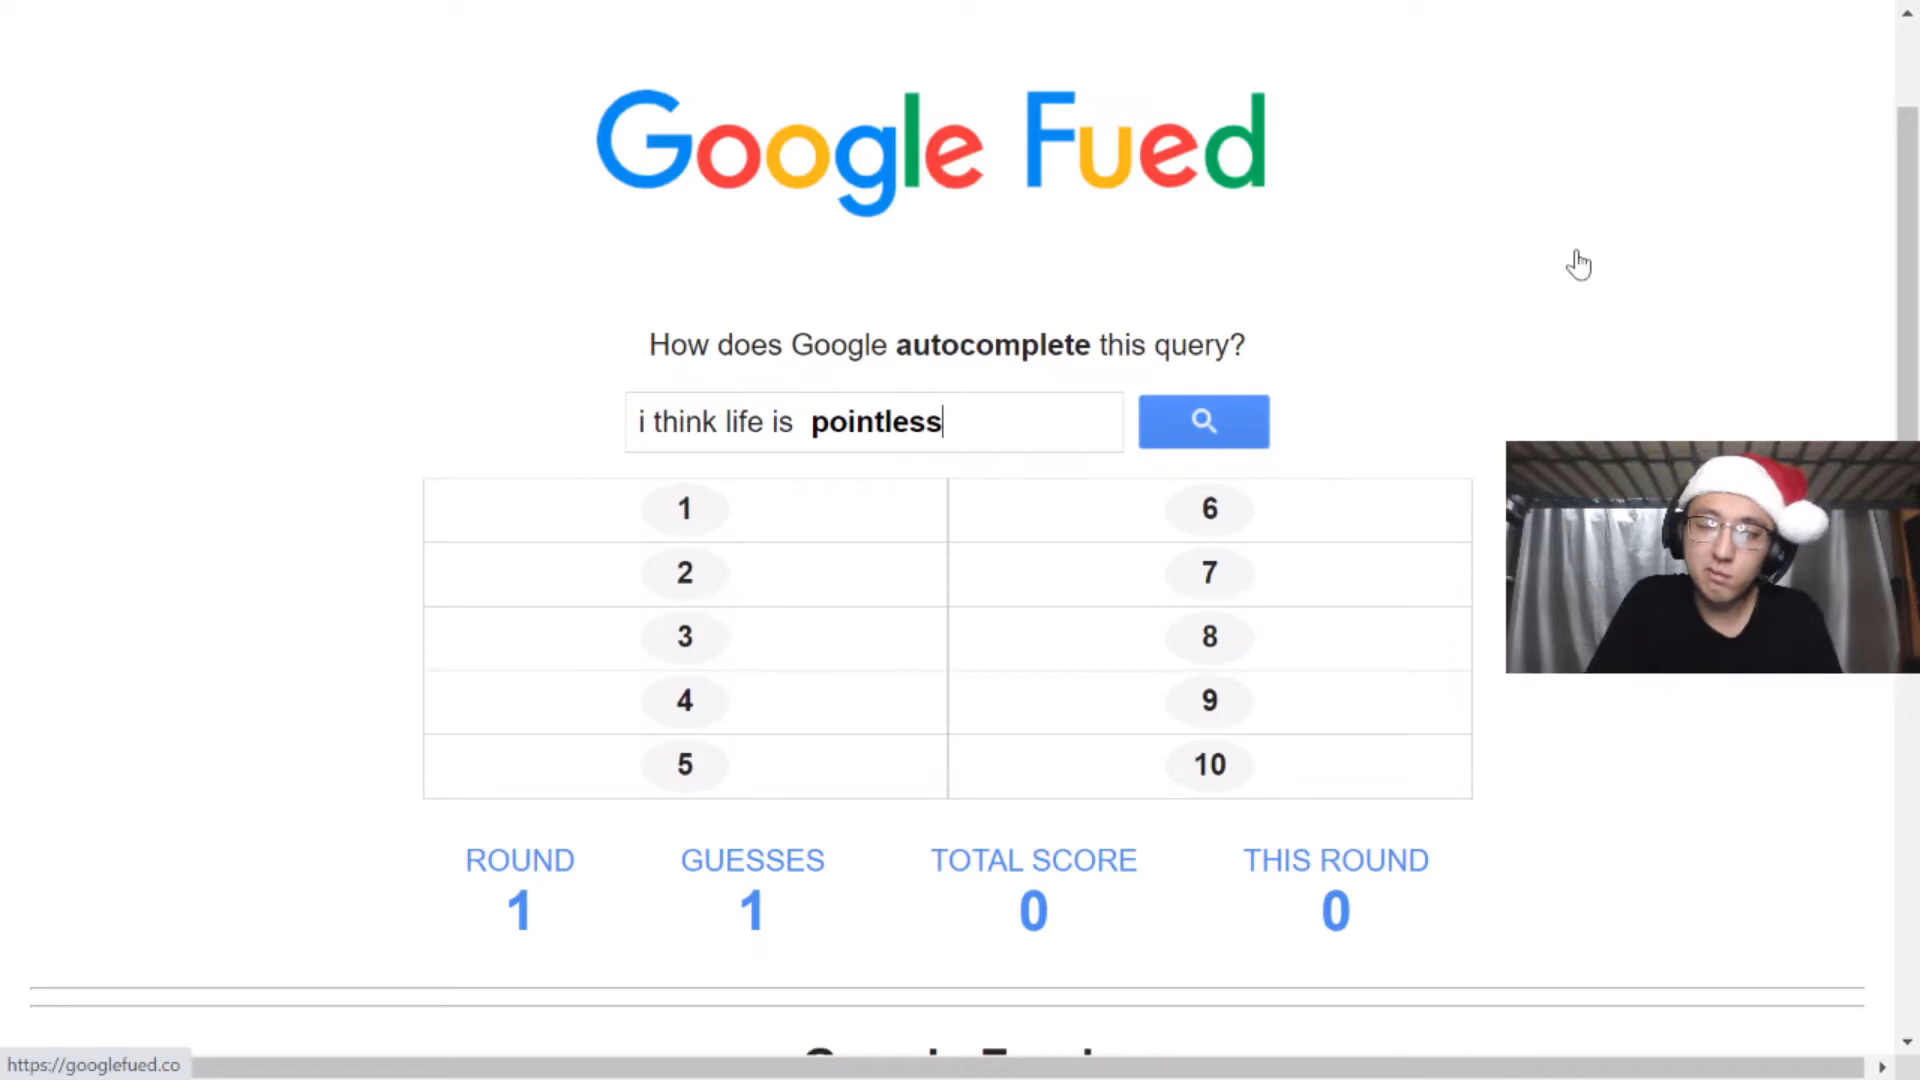 Google Fued
How does Google autocomplete this query?
i think life is pointless
1 6
2 7
3 8
4 9
5 10
ROUND GUESSES TOTAL SCORE THIS ROUND
1 1 0 0
https://googlefued.co